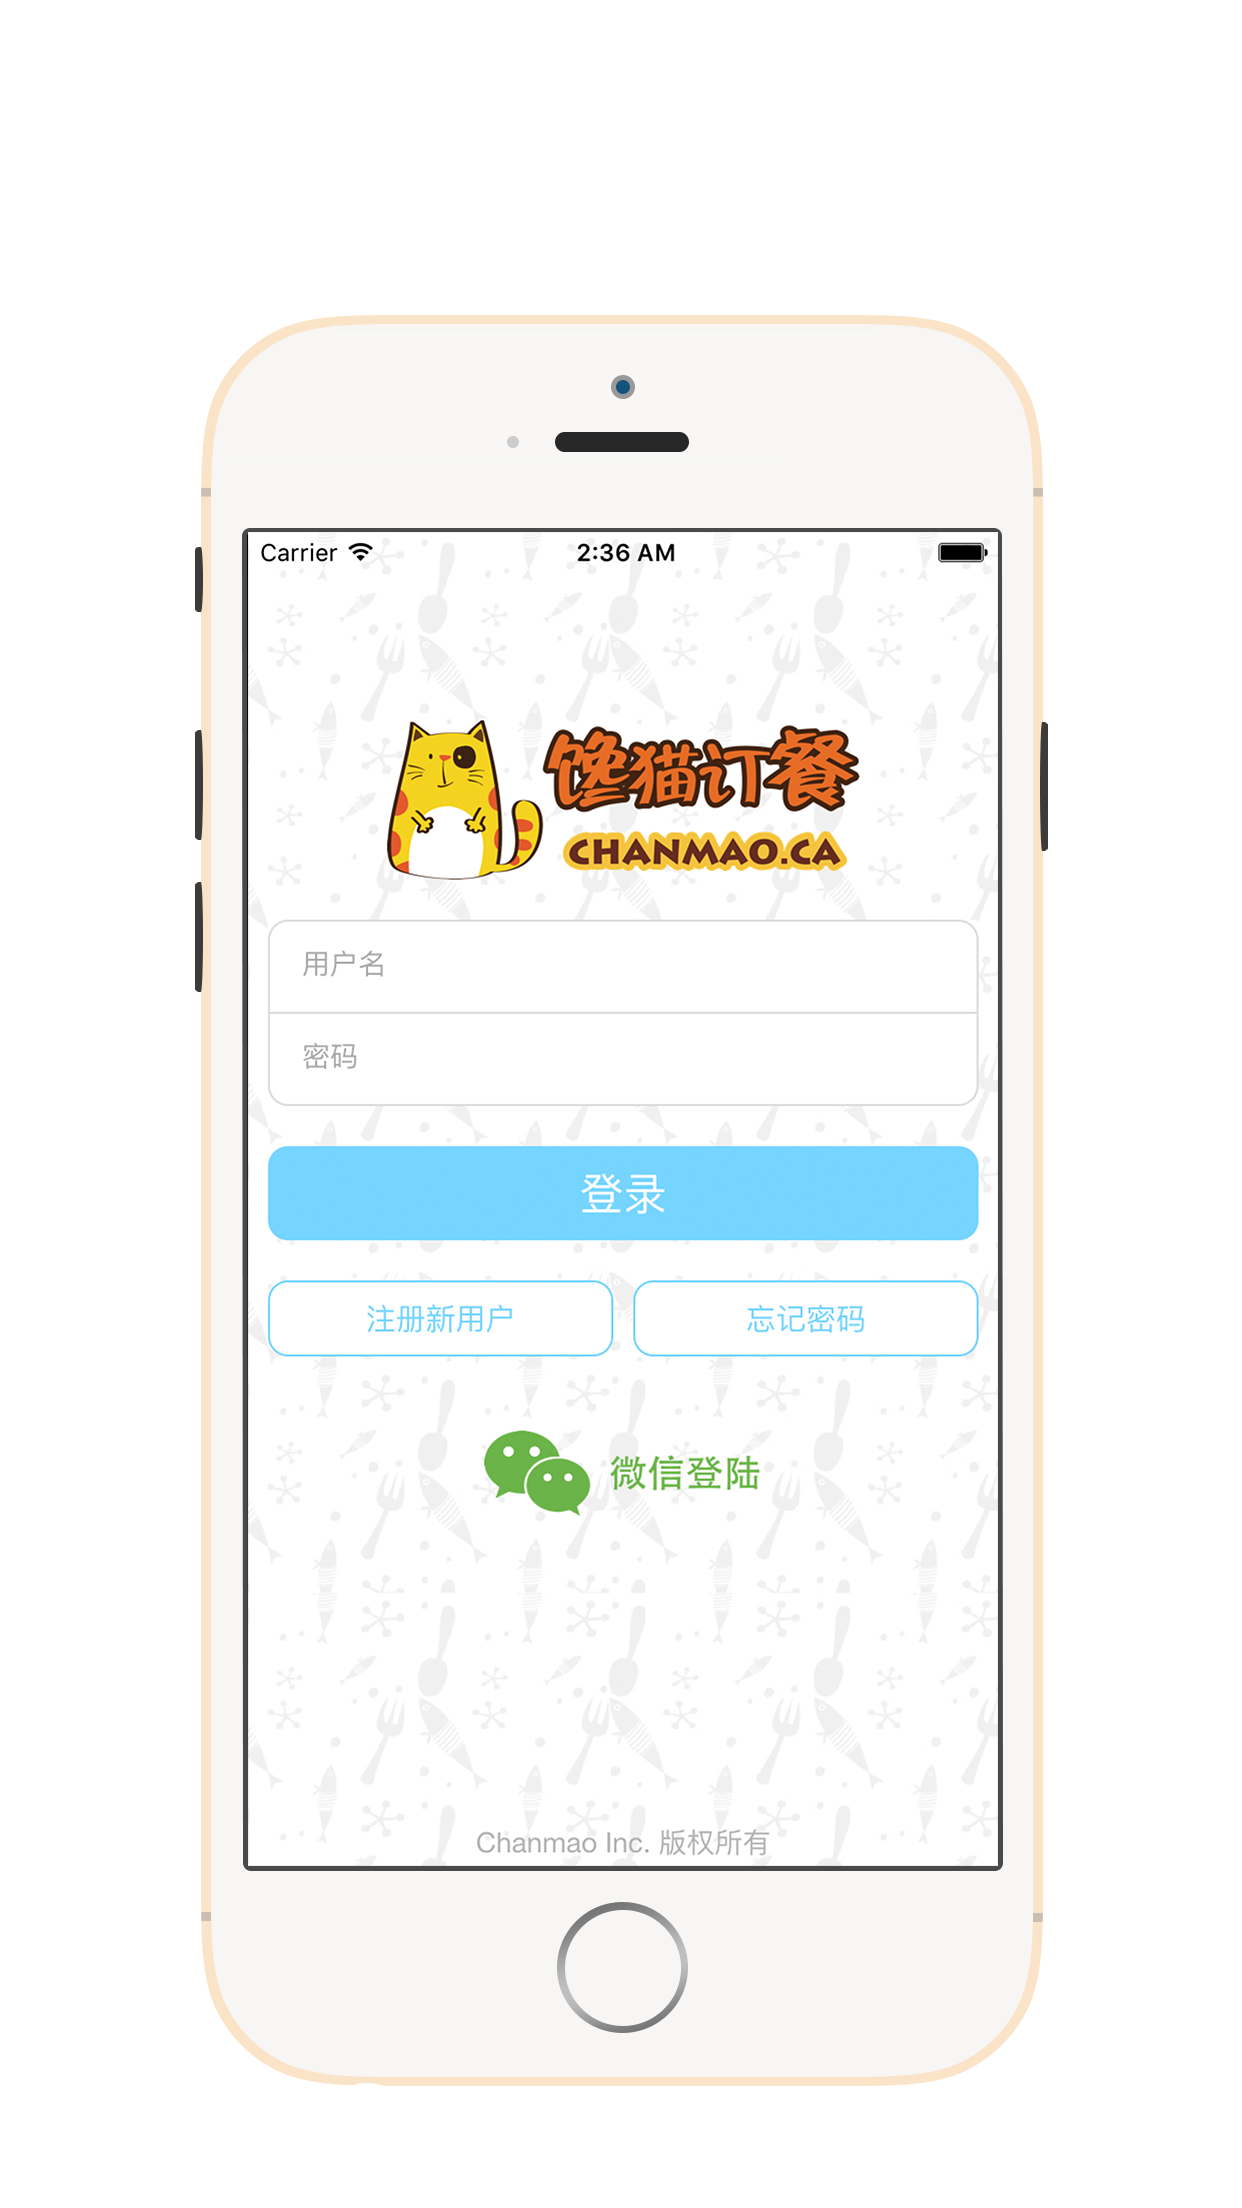 Carrier 2:36 AM
馋猫订餐
CHANMAO.CA
用户名
密码
登录
注册新用户 忘记密码
微信登陆
Chanmao Inc. 版权所有